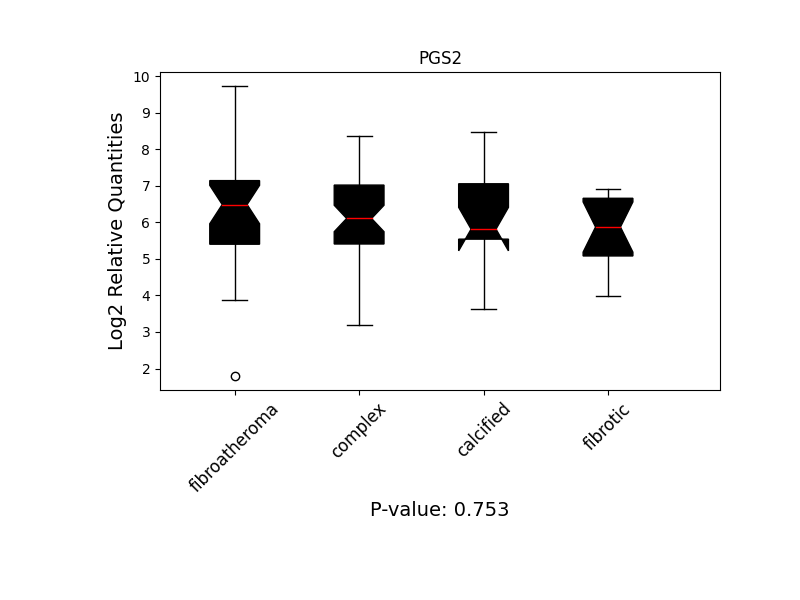 PGS2
Log2 Relative Quantities
10
9
8
7
6
5
4
3
2
fibroatheroma
complex
calcified
fibrotic
P-value: 0.753